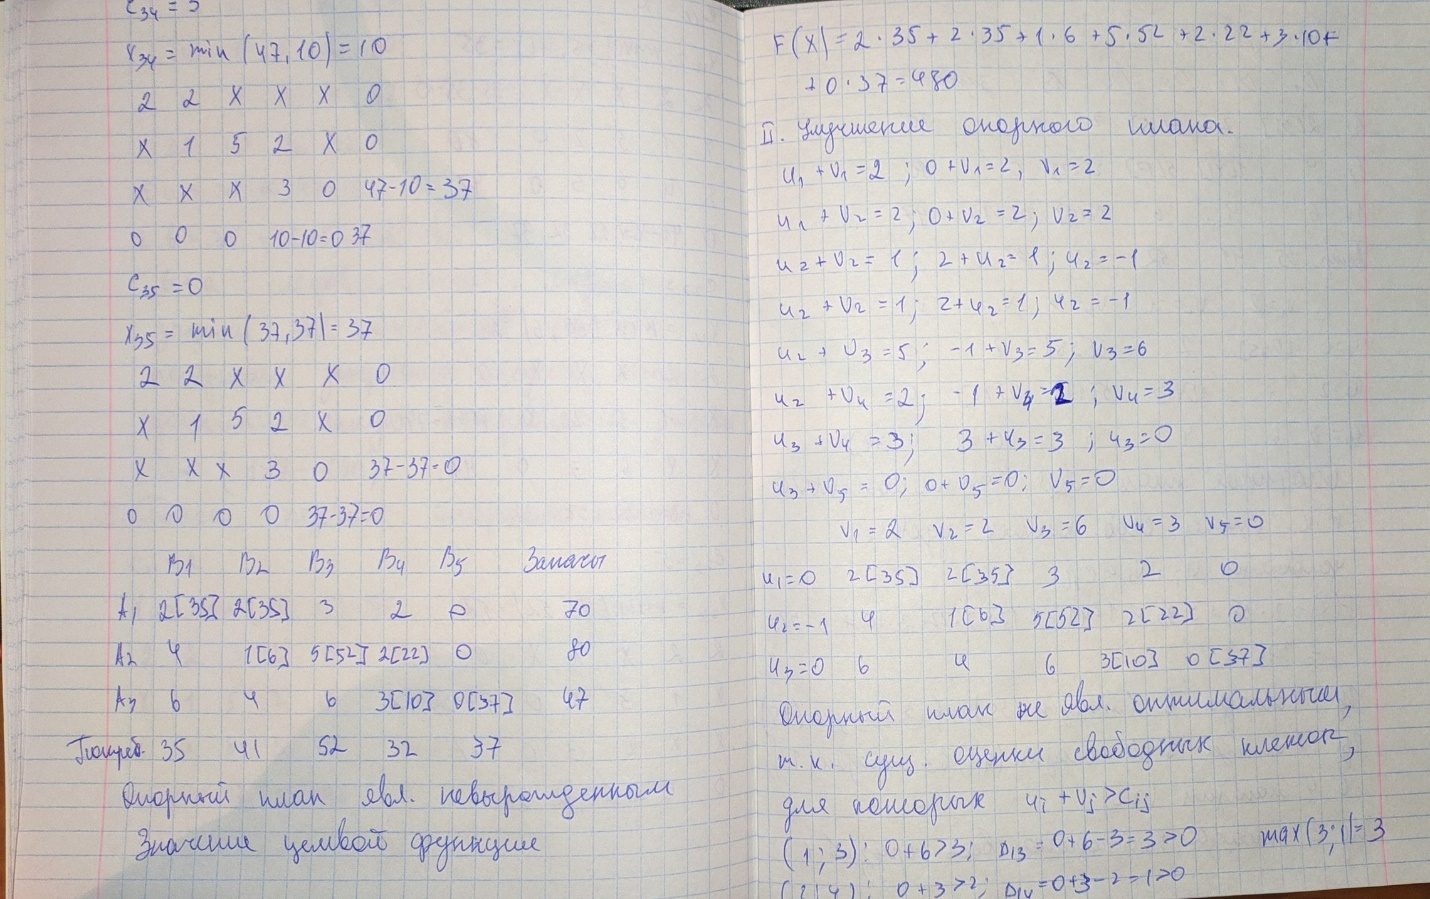 C34 = 3
x34 = min (47,10) = 10
2 2 x x x 0
x 1 5 2 x 0
x x x 3 0 47-10=37
0 0 0 10-10=0 37
C35 = 0
x35 = min (37,37) = 37
2 2 x x x 0
x 1 5 2 x 0
x x x 3 0 37-37=0
0 0 0 0 37-37=0
B1 B2 B3 B4 B5 Запасы
A1 2[35] 2[35] 3 2 0 70
A2 4 1[6] 5[52] 2[22] 0 80
A3 6 4 6 3[10] 0[37] 47
Потреб. 35 41 52 32 37
Опорный план явл. невырожденным
Значение целевой функции
F(x) = 2·35+2·35+1·6+5·52+2·22+3·10+
+0·37=480
II. Улучшение опорного плана.
u1 + v1 = 2; 0+v1=2, v1=2
u1 + v2 = 2; 0+v2=2; v2=2
u2 + v2 = 1; 2+u2=1; u2=-1
u2 + v2 = 1; 2+u2=1; u2=-1
u2 + v3 = 5; -1+v3=5; v3=6
u2 + v4 = 2; -1+v4=2; v4=3
u3 + v4 = 3; 3+u3=3; u3=0
u3 + v5 = 0; 0+v5=0; v5=0
v1=2 v2=2 v3=6 v4=3 v5=0
u1=0 2[35] 2[35] 3 2 0
u2=-1 4 1[6] 5[52] 2[22] 0
u3=0 6 4 6 3[10] 0[37]
Опорный план не явл. оптимальным,
т.к. сущ. оценки свободных клеток,
для которых ui + vj > cij
(1; 3): 0+6>3; Δ13 = 0+6-3=3>0 max(3;1)=3
0+3>2; Δ14=0+3-2=1>0